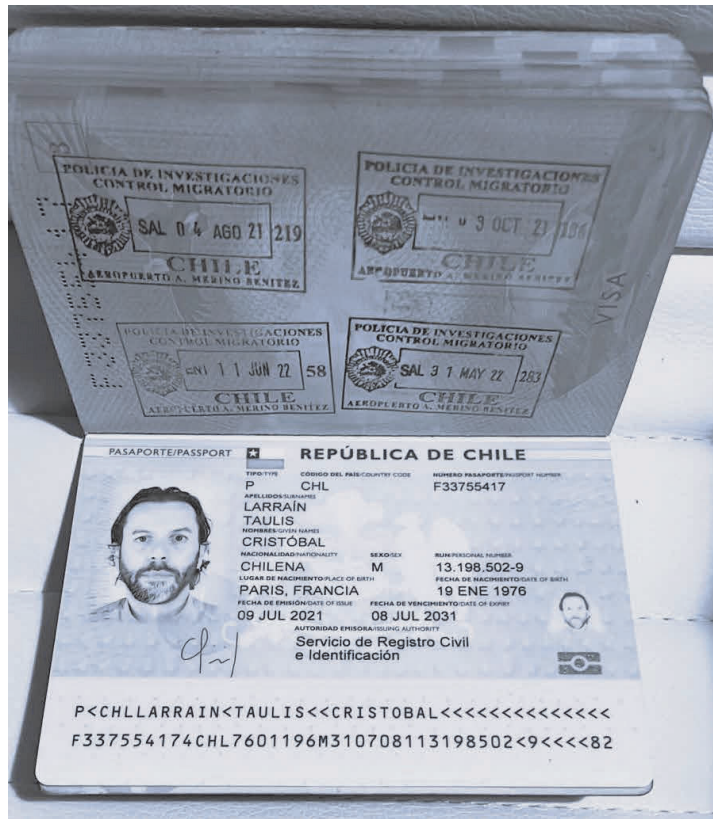 3
POLICIA DE INVESTIGACIONES
CONTROL MIGRATORIO
SAL 04 AGO 21 219
CHILE
AEROPUERTO A. MERINO BENITEZ
POLICIA DE INVESTIGACIONES
CONTROL MIGRATORIO
3 OCT 21
CHILE
AEROPUERTO A. MERINO BENITEZ
VISA
POLICIA DE INVESTIGACIONES
CONTROL MIGRATORIO
ENT 11 JUN 22 58
CHILE
AEROPUERTO A. MERINO BENITEZ
POLICIA DE INVESTIGACIONES
CONTROL MIGRATORIO
SAL 31 MAY 22 283
CHILE
AEROPUERTO A. MERINO BENITEZ
PASAPORTE/PASSPORT REPÚBLICA DE CHILE
TIPO/TYPE CÓDIGO DEL PAÍS/COUNTRY CODE NÚMERO PASAPORTE/PASSPORT NUMBER
P CHL F33755417
APELLIDOS/SURNAMES
LARRAÍN
TAULIS
NOMBRES/GIVEN NAMES
CRISTÓBAL
NACIONALIDAD/NATIONALITY SEXO/SEX RUN/PERSONAL NUMBER
CHILENA M 13.198.502-9
LUGAR DE NACIMIENTO/PLACE OF BIRTH FECHA DE NACIMIENTO/DATE OF BIRTH
PARIS, FRANCIA 19 ENE 1976
FECHA DE EMISIÓN/DATE OF ISSUE FECHA DE VENCIMIENTO/DATE OF EXPIRY
09 JUL 2021 08 JUL 2031
AUTORIDAD EMISORA/ISSUING AUTHORITY
Servicio de Registro Civil
e Identificación
P<CHLLARRAIN<TAULIS<<CRISTOBAL<<<<<<<<<<<<<<
F337554174CHL7601196M310708113198502<9<<<<82